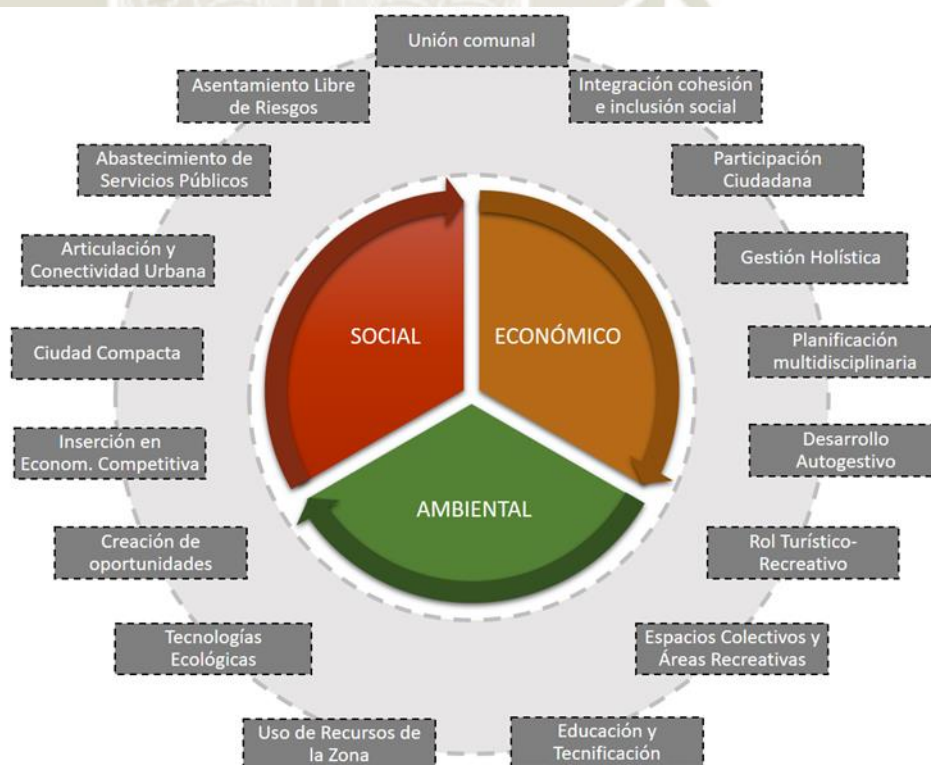 Unión comunal
Asentamiento Libre
de Riesgos
Integración cohesión
e inclusión social
Abastecimiento de
Servicios Públicos
Participación
Ciudadana
Articulación y
Conectividad Urbana
Gestión Holística
SOCIAL
ECONÓMICO
Ciudad Compacta
Planificación
multidisciplinaria
Inserción en
Econom. Competitiva
Desarrollo
Autogestivo
AMBIENTAL
Creación de
oportunidades
Rol Turístico-
Recreativo
Tecnologías
Ecológicas
Espacios Colectivos y
Áreas Recreativas
Uso de Recursos de
la Zona
Educación y
Tecnificación